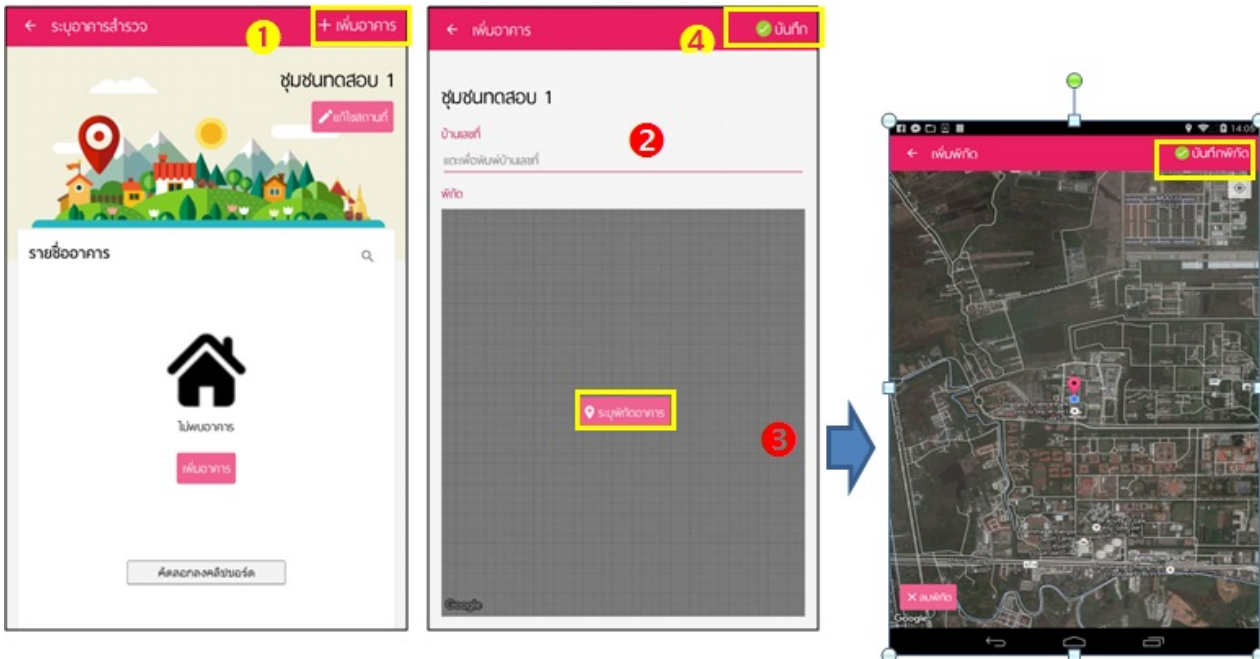 ← ระบุอาคารสำรวจ
1
+ เพิ่มอาคาร
ชุมชนทดสอบ 1
แก้ไขสถานที่
รายชื่ออาคาร
ไม่พบอาคาร
เพิ่มอาคาร
คัดลอกลงคลิปบอร์ด
← เพิ่มอาคาร
4
บันทึก
ชุมชนทดสอบ 1
บ้านเลขที่
2
แตะเพื่อพิมพ์บ้านเลขที่
พิกัด
ระบุพิกัดอาคาร
3
Google
14:09
← เพิ่มพิกัด
บันทึกพิกัด
ลบพิกัด
Google